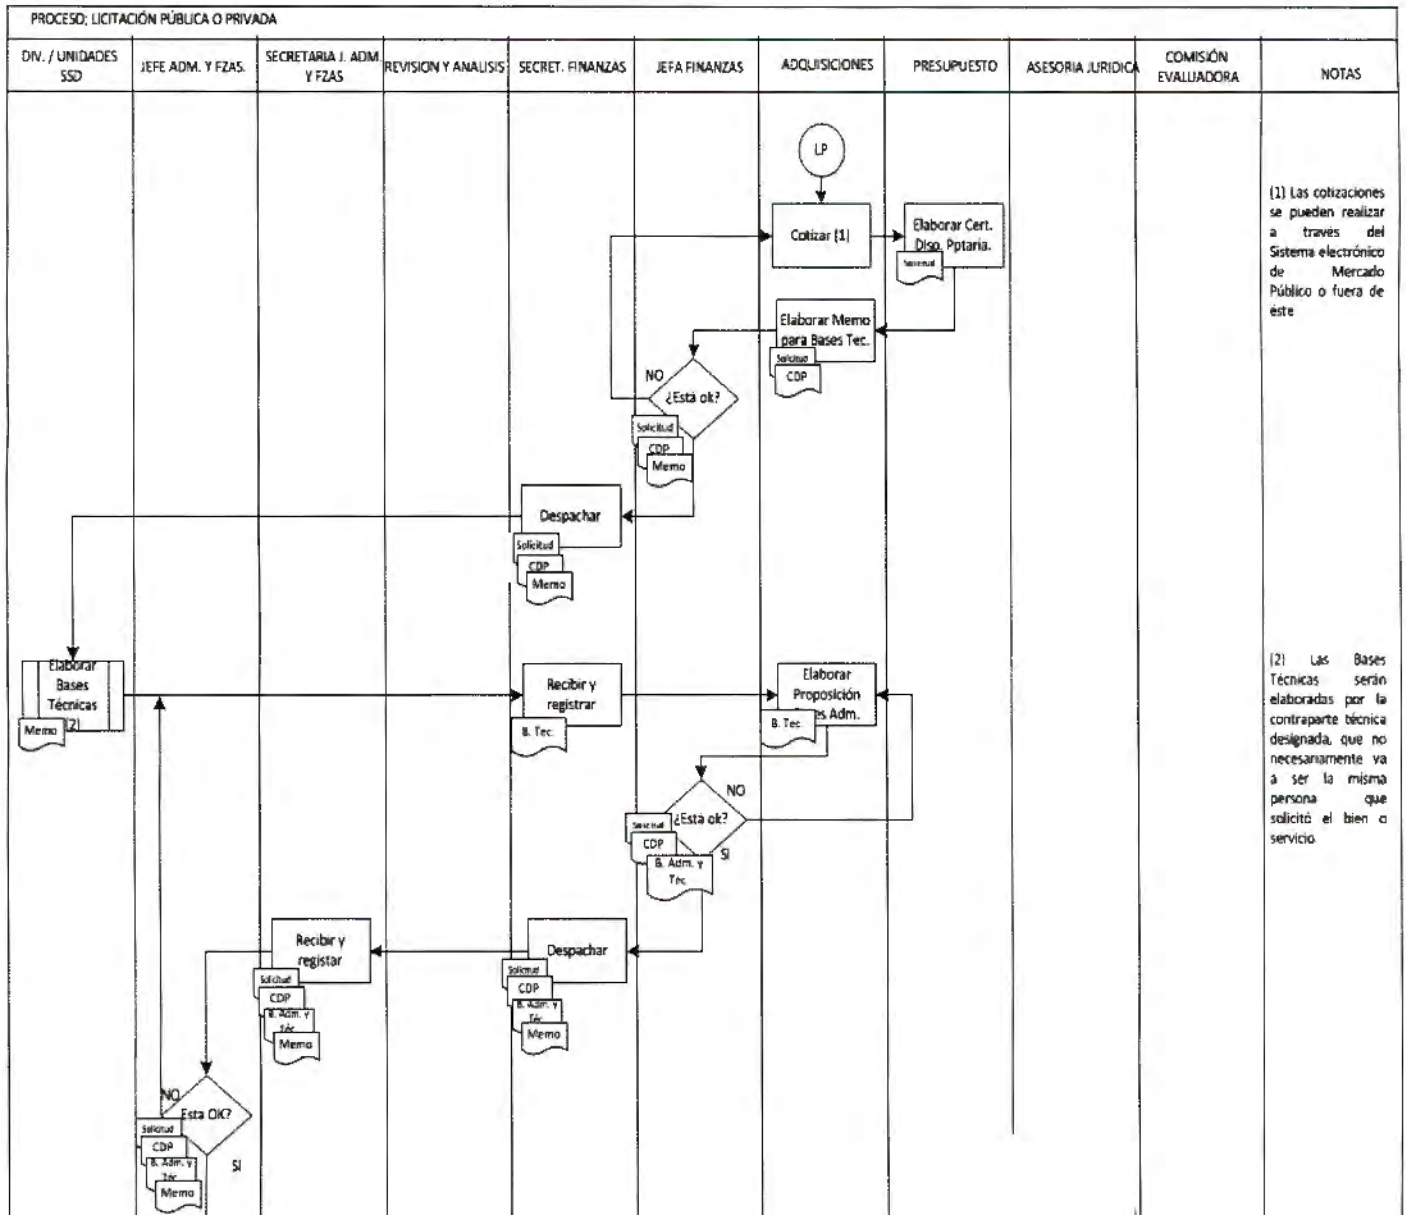 PROCESO; LICITACIÓN PÚBLICA O PRIVADA
DIV. / UNIDADES
SSD
JEFE ADM. Y FZAS.
SECRETARIA J. ADM.
Y FZAS
REVISION Y ANALISIS
SECRET. FINANZAS
JEFA FINANZAS
ADQUISICIONES
PRESUPUESTO
ASESORIA JURIDICA
COMISIÓN
EVALUADORA
NOTAS
LP
Cotizar (1)
Elaborar Cert.
Disp. Pptaria.
Solicitud
(1) Las cotizaciones
se pueden realizar
a través del
Sistema electrónico
de Mercado
Público o fuera de
éste
Elaborar Memo
para Bases Tec.
Solicitud
CDP
NO
¿Está ok?
Solicitud
CDP
Memo
Despachar
Solicitud
CDP
Memo
Elaborar
Bases
Técnicas
(2)
Memo
Recibir y
registrar
B. Tec.
Elaborar
Proposición
Adm.
B. Tec.
(2) Las Bases
Técnicas serán
elaboradas por la
contraparte técnica
designada, que no
necesariamente va
a ser la misma
persona que
solicitó el bien o
servicio
NO
¿Está ok?
SI
Solicitud
CDP
B. Adm. y
Tec.
Recibir y
registar
Solicitud
CDP
B. Adm. y
Téc.
Memo
Despachar
Solicitud
CDP
B. Adm. y
Téc.
Memo
NO
Esta OK?
SI
Solicitud
CDP
B. Adm. y
Téc.
Memo